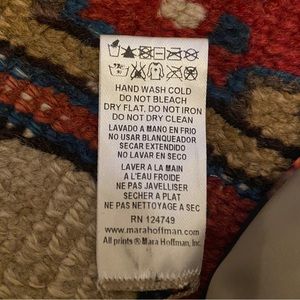 HAND WASH COLD
DO NOT BLEACH
DRY FLAT, DO NOT IRON
DO NOT DRY CLEAN
LAVADO A MANO EN FRIO
NO USAR BLANQUEADOR
SECAR EXTENDIDO
NO LAVAR EN SECO
LAVER A LA MAIN
A L'EAU FROIDE
NE PAS JAVELLISER
SECHER A PLAT
NE PAS NETTOYAGE A SEC
RN 124749
www.marahoffman.com
All prints ® Mara Hoffman, Inc.